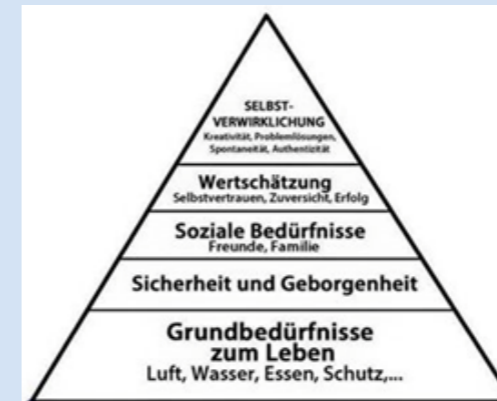 SELBST-
VERWIRKLICHUNG
Kreativität, Problemlösungen,
Spontaneität, Authentizität
Wertschätzung
Selbstvertrauen, Zuversicht, Erfolg
Soziale Bedürfnisse
Freunde, Familie
Sicherheit und Geborgenheit
Grundbedürfnisse
zum Leben
Luft, Wasser, Essen, Schutz,...